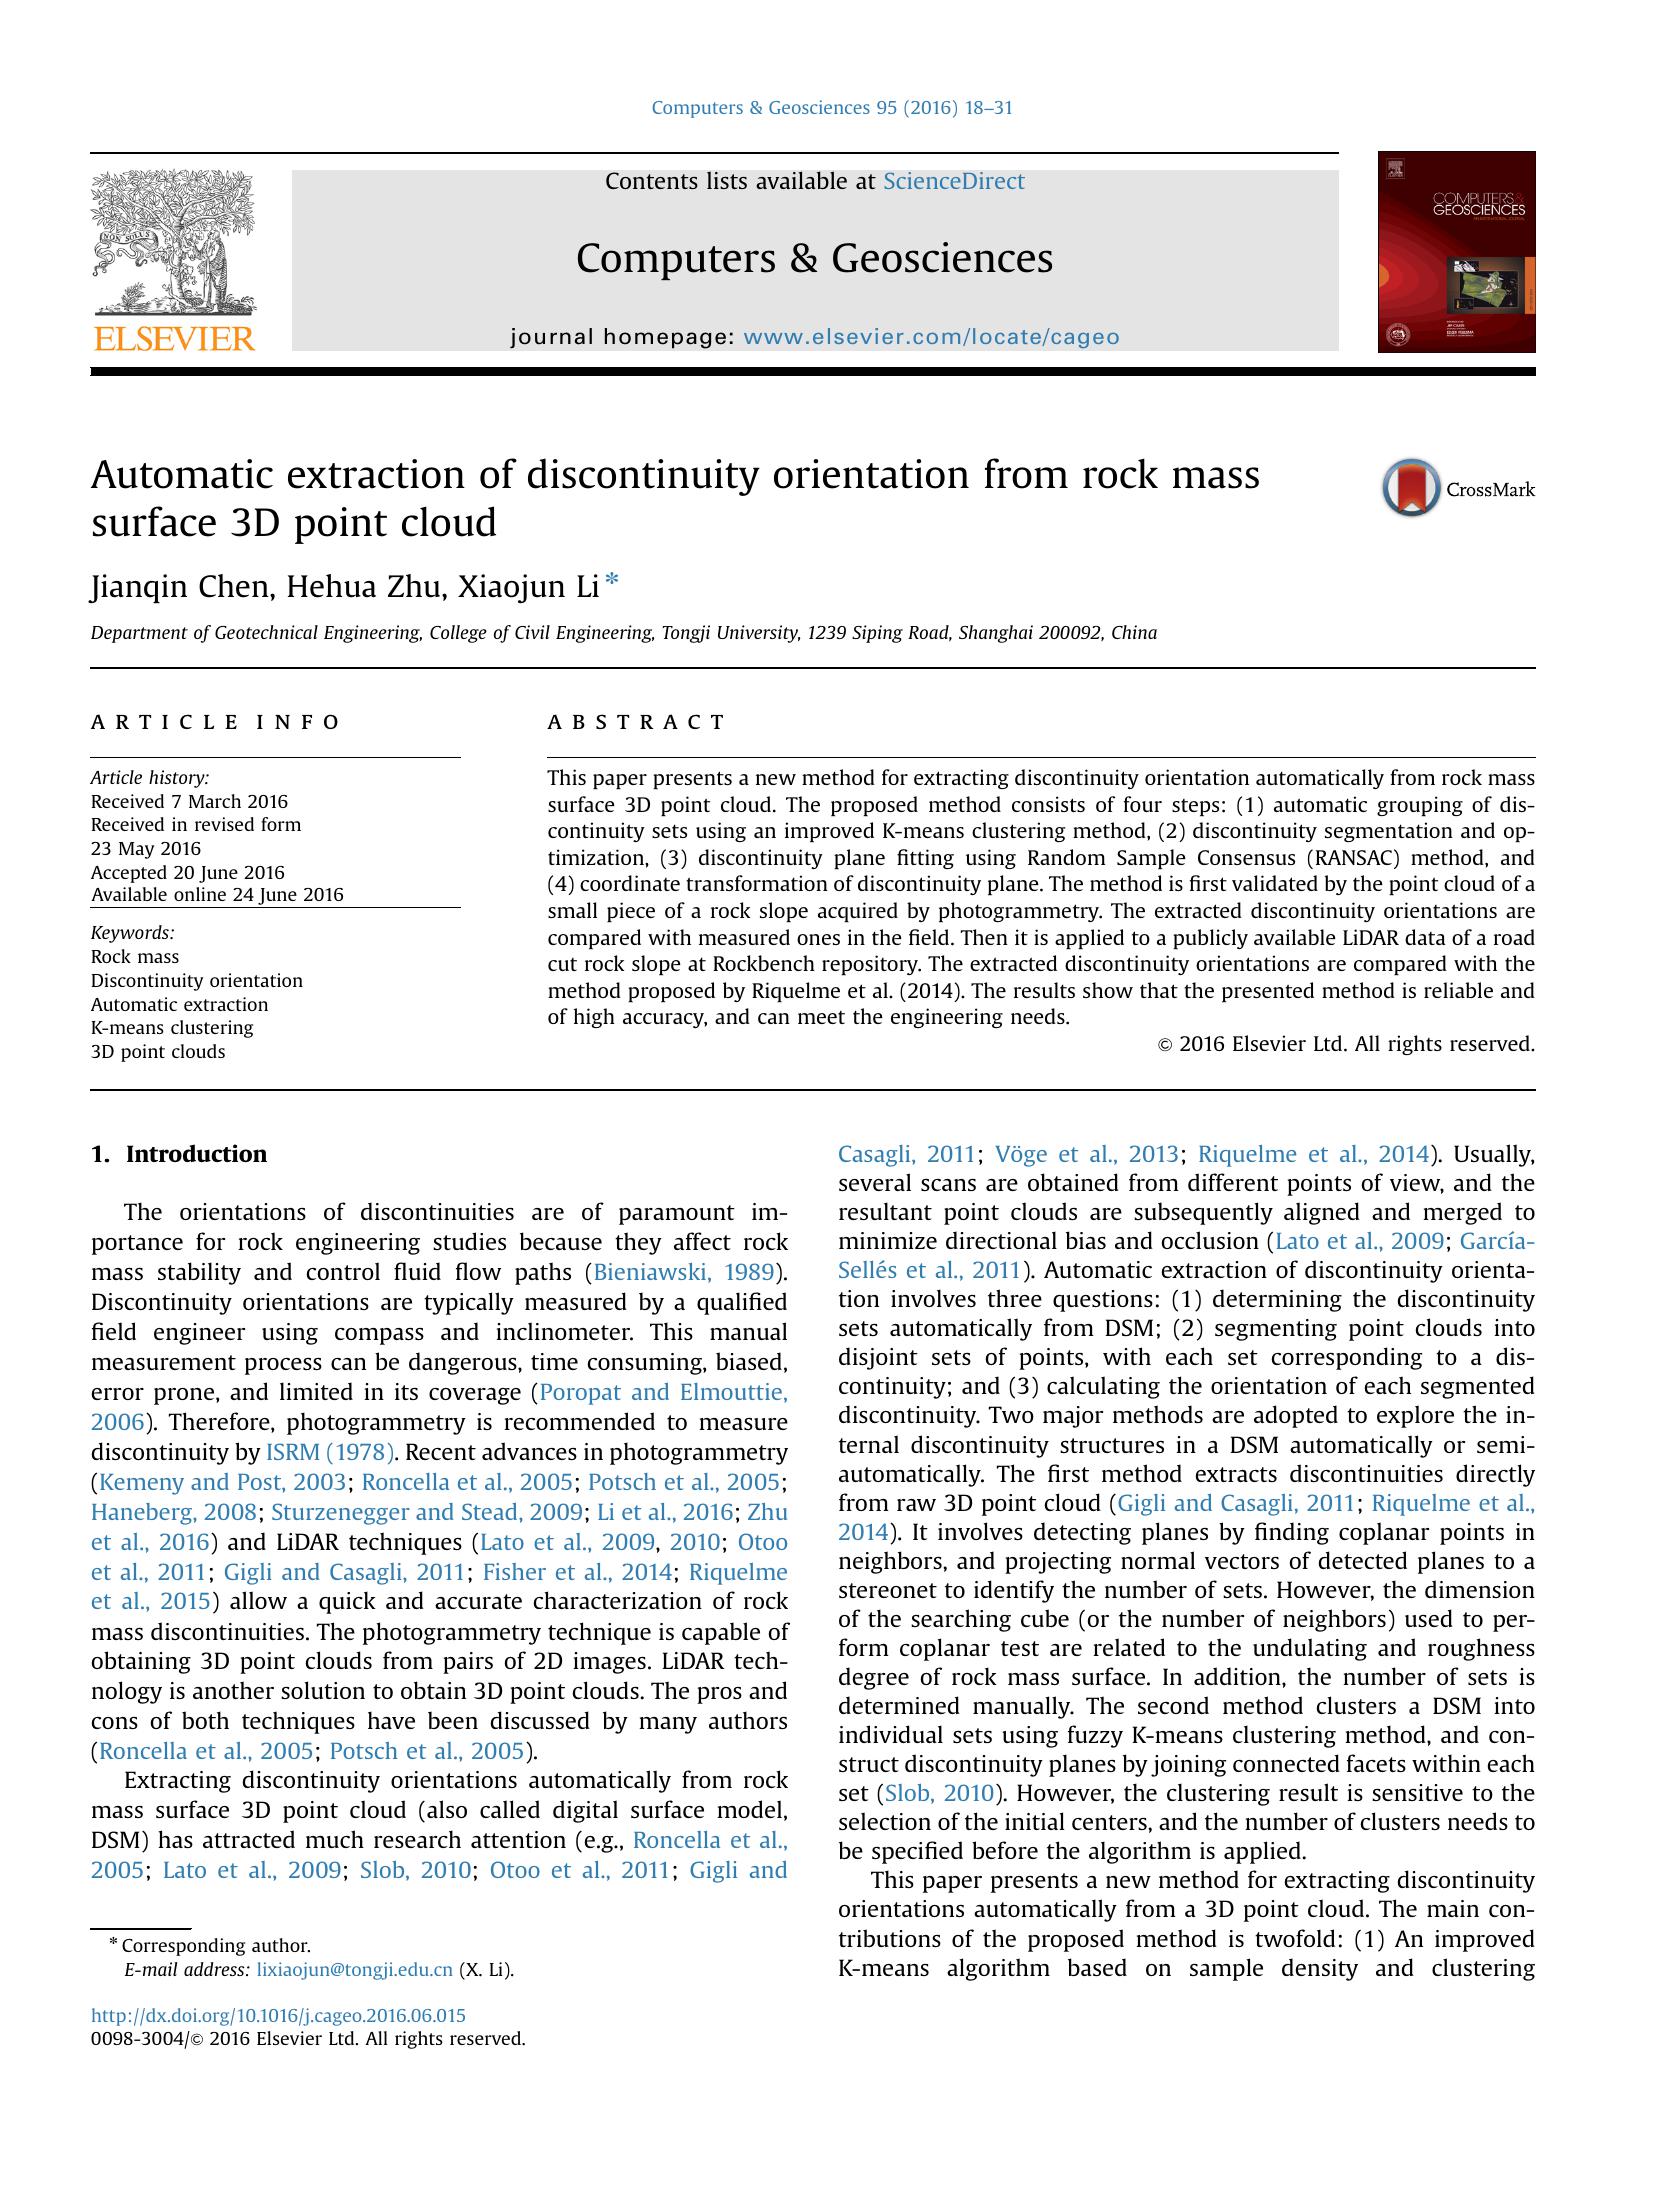 Computers & Geosciences 95 (2016) 18–31
Contents lists available at ScienceDirect
Computers & Geosciences
journal homepage: www.elsevier.com/locate/cageo
NON SOLUS
ELSEVIER
COMPUTERS &
GEOSCIENCES
Automatic extraction of discontinuity orientation from rock mass
surface 3D point cloud
CrossMark
Jianqin Chen, Hehua Zhu, Xiaojun Li*
Department of Geotechnical Engineering, College of Civil Engineering, Tongji University, 1239 Siping Road, Shanghai 200092, China
ARTICLE INFO
Article history:
Received 7 March 2016
Received in revised form
23 May 2016
Accepted 20 June 2016
Available online 24 June 2016
Keywords:
Rock mass
Discontinuity orientation
Automatic extraction
K-means clustering
3D point clouds
ABSTRACT
This paper presents a new method for extracting discontinuity orientation automatically from rock mass
surface 3D point cloud. The proposed method consists of four steps: (1) automatic grouping of dis-
continuity sets using an improved K-means clustering method, (2) discontinuity segmentation and op-
timization, (3) discontinuity plane fitting using Random Sample Consensus (RANSAC) method, and
(4) coordinate transformation of discontinuity plane. The method is first validated by the point cloud of a
small piece of a rock slope acquired by photogrammetry. The extracted discontinuity orientations are
compared with measured ones in the field. Then it is applied to a publicly available LiDAR data of a road
cut rock slope at Rockbench repository. The extracted discontinuity orientations are compared with the
method proposed by Riquelme et al. (2014). The results show that the presented method is reliable and
of high accuracy, and can meet the engineering needs.
© 2016 Elsevier Ltd. All rights reserved.
1. Introduction
The orientations of discontinuities are of paramount im-
portance for rock engineering studies because they affect rock
mass stability and control fluid flow paths (Bieniawski, 1989).
Discontinuity orientations are typically measured by a qualified
field engineer using compass and inclinometer. This manual
measurement process can be dangerous, time consuming, biased,
error prone, and limited in its coverage (Poropat and Elmouttie,
2006). Therefore, photogrammetry is recommended to measure
discontinuity by ISRM (1978). Recent advances in photogrammetry
(Kemeny and Post, 2003; Roncella et al., 2005; Potsch et al., 2005;
Haneberg, 2008; Sturzenegger and Stead, 2009; Li et al., 2016; Zhu
et al., 2016) and LiDAR techniques (Lato et al., 2009, 2010; Otoo
et al., 2011; Gigli and Casagli, 2011; Fisher et al., 2014; Riquelme
et al., 2015) allow a quick and accurate characterization of rock
mass discontinuities. The photogrammetry technique is capable of
obtaining 3D point clouds from pairs of 2D images. LiDAR tech-
nology is another solution to obtain 3D point clouds. The pros and
cons of both techniques have been discussed by many authors
(Roncella et al., 2005; Potsch et al., 2005).
Extracting discontinuity orientations automatically from rock
mass surface 3D point cloud (also called digital surface model,
DSM) has attracted much research attention (e.g., Roncella et al.,
2005; Lato et al., 2009; Slob, 2010; Otoo et al., 2011; Gigli and
Casagli, 2011; Vöge et al., 2013; Riquelme et al., 2014). Usually,
several scans are obtained from different points of view, and the
resultant point clouds are subsequently aligned and merged to
minimize directional bias and occlusion (Lato et al., 2009; García-
Sellés et al., 2011). Automatic extraction of discontinuity orienta-
tion involves three questions: (1) determining the discontinuity
sets automatically from DSM; (2) segmenting point clouds into
disjoint sets of points, with each set corresponding to a dis-
continuity; and (3) calculating the orientation of each segmented
discontinuity. Two major methods are adopted to explore the in-
ternal discontinuity structures in a DSM automatically or semi-
automatically. The first method extracts discontinuities directly
from raw 3D point cloud (Gigli and Casagli, 2011; Riquelme et al.,
2014). It involves detecting planes by finding coplanar points in
neighbors, and projecting normal vectors of detected planes to a
stereonet to identify the number of sets. However, the dimension
of the searching cube (or the number of neighbors) used to per-
form coplanar test are related to the undulating and roughness
degree of rock mass surface. In addition, the number of sets is
determined manually. The second method clusters a DSM into
individual sets using fuzzy K-means clustering method, and con-
struct discontinuity planes by joining connected facets within each
set (Slob, 2010). However, the clustering result is sensitive to the
selection of the initial centers, and the number of clusters needs to
be specified before the algorithm is applied.
This paper presents a new method for extracting discontinuity
orientations automatically from a 3D point cloud. The main con-
tributions of the proposed method is twofold: (1) An improved
K-means algorithm based on sample density and clustering
* Corresponding author.
E-mail address: lixiaojun@tongji.edu.cn (X. Li).
http://dx.doi.org/10.1016/j.cageo.2016.06.015
0098-3004/© 2016 Elsevier Ltd. All rights reserved.